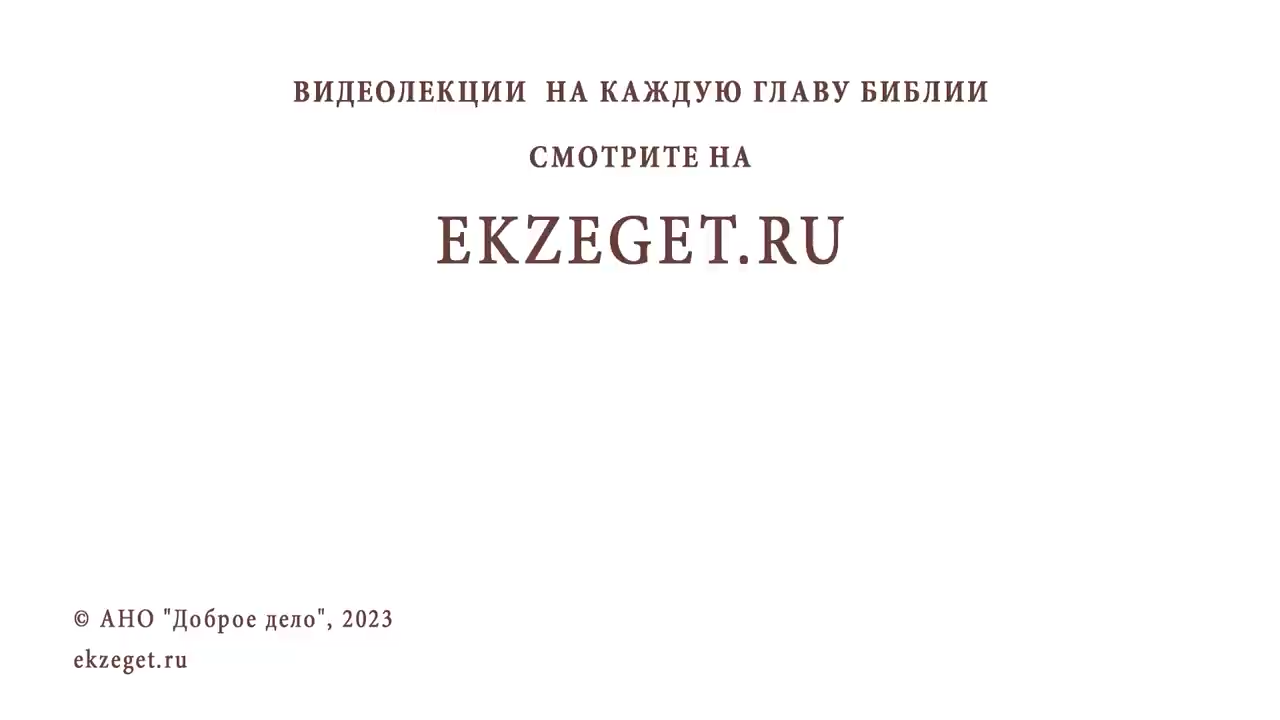 ВИДЕОЛЕКЦИИ НА КАЖДУЮ ГЛАВУ БИБЛИИ
СМОТРИТЕ НА
EKZEGET.RU
© АНО "Доброе дело", 2023
ekzeget.ru